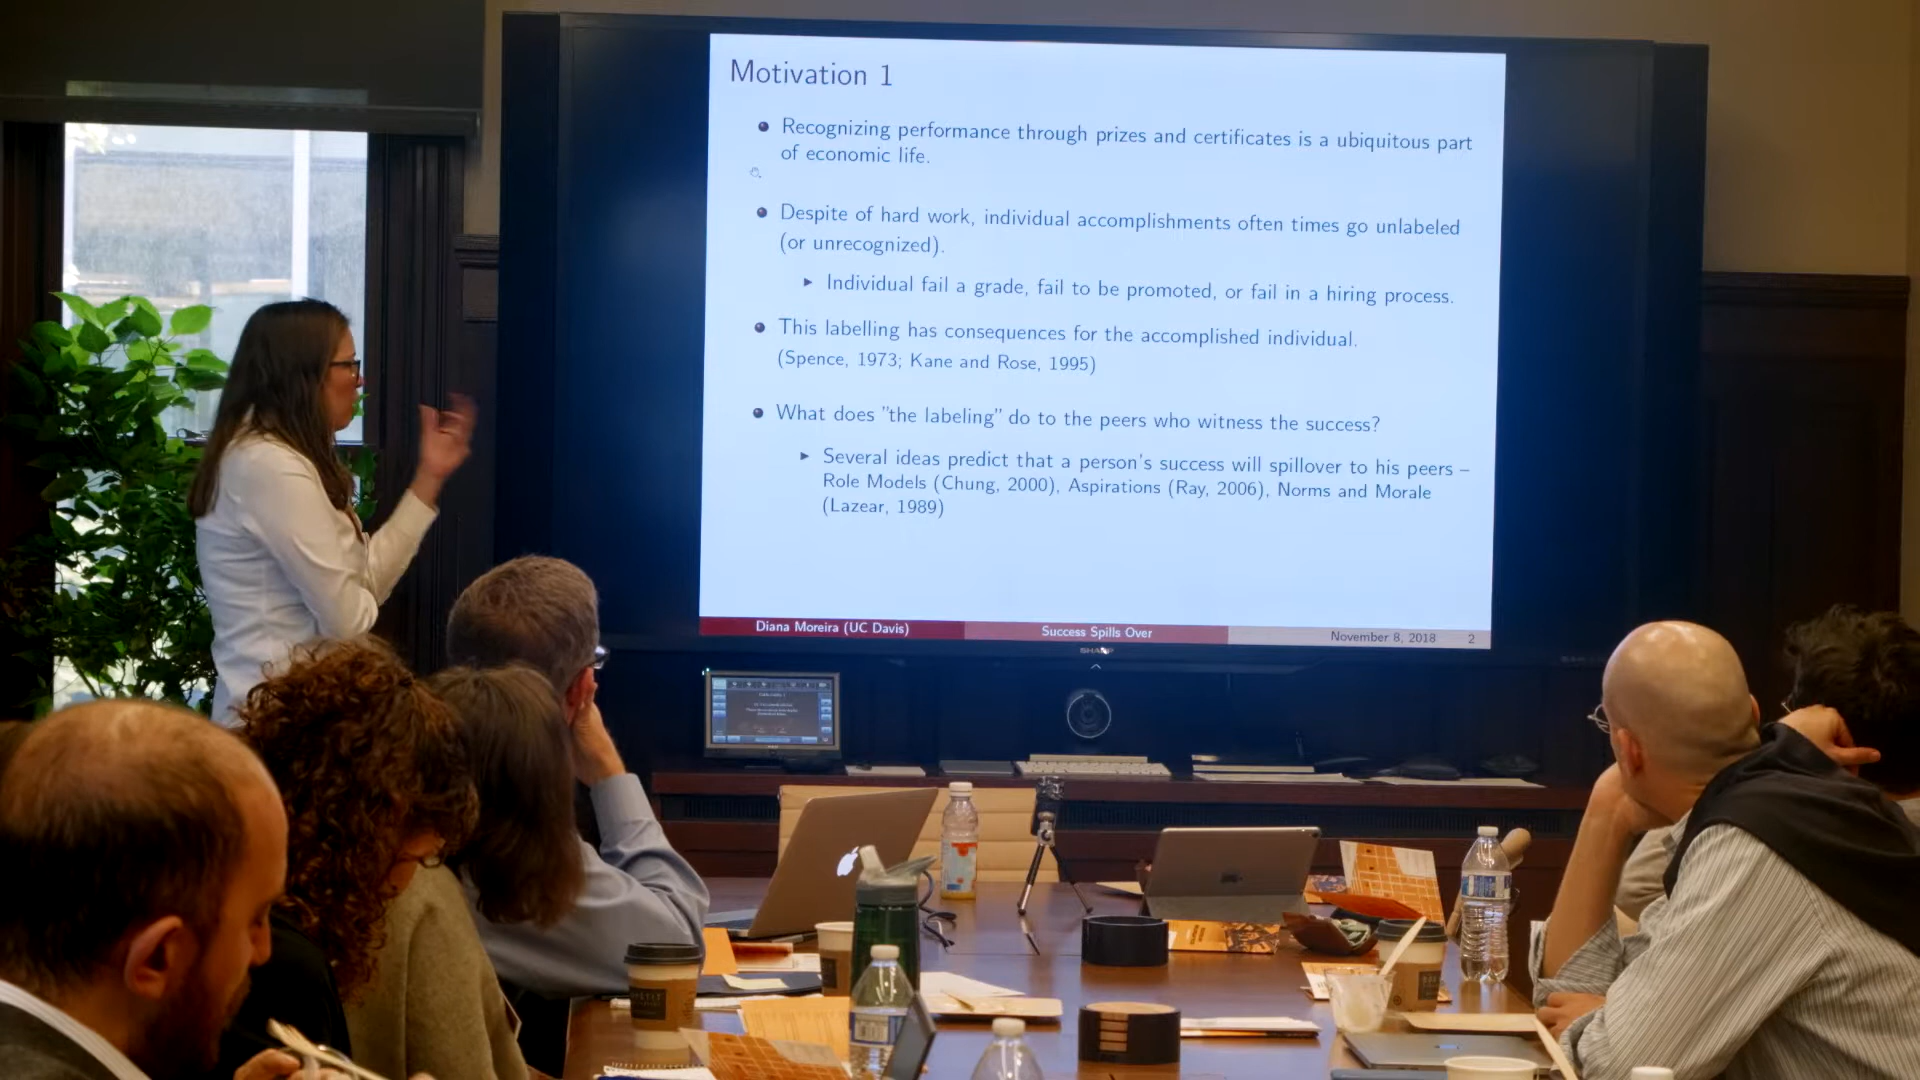 Motivation 1
Recognizing performance through prizes and certificates is a ubiquitous part
of economic life.
Despite of hard work, individual accomplishments often times go unlabeled
(or unrecognized).
Individual fail a grade, fail to be promoted, or fail in a hiring process.
This labelling has consequences for the accomplished individual.
(Spence, 1973; Kane and Rose, 1995)
What does "the labeling" do to the peers who witness the success?
Several ideas predict that a person's success will spillover to his peers –
Role Models (Chung, 2000), Aspirations (Ray, 2006), Norms and Morale
(Lazear, 1989)
Diana Moreira (UC Davis)
Success Spills Over
November 8, 2018 2
SHARP